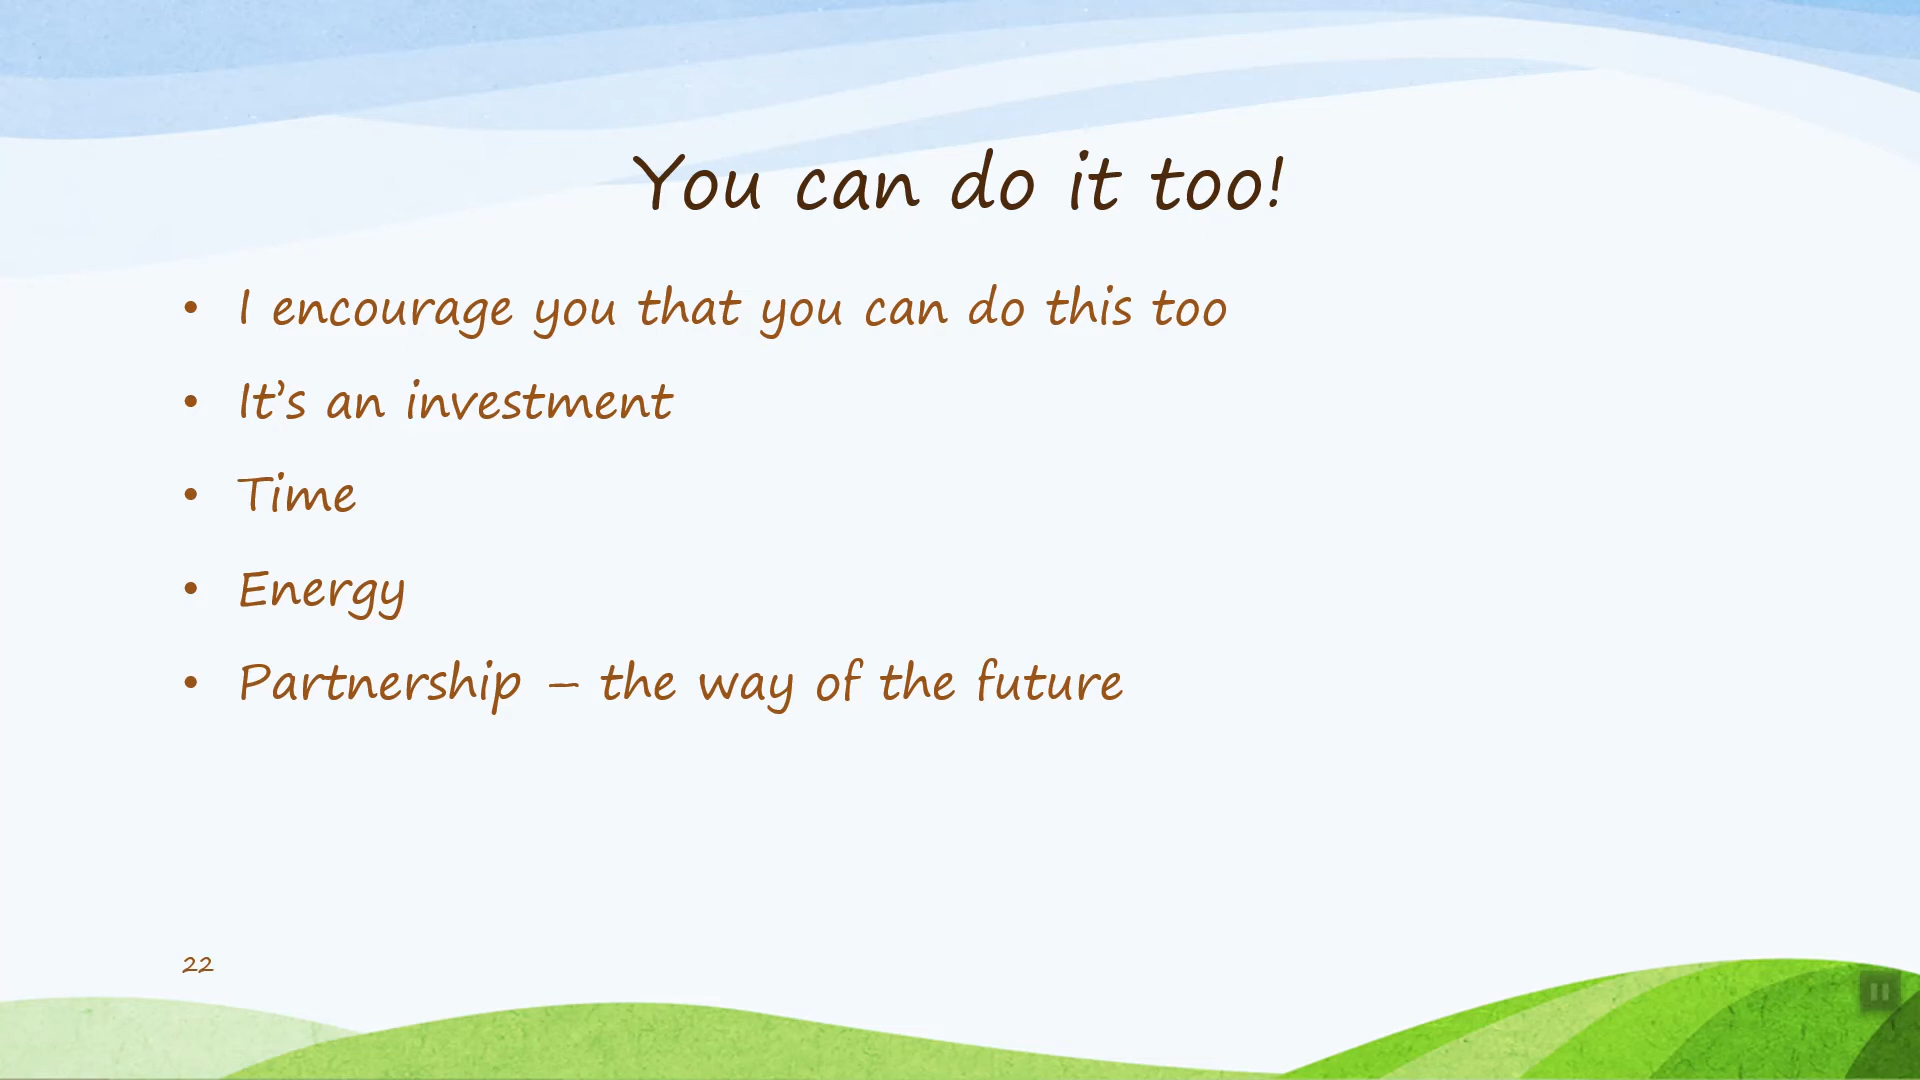 You can do it too!
• I encourage you that you can do this too
• It’s an investment
• Time
• Energy
• Partnership – the way of the future
22